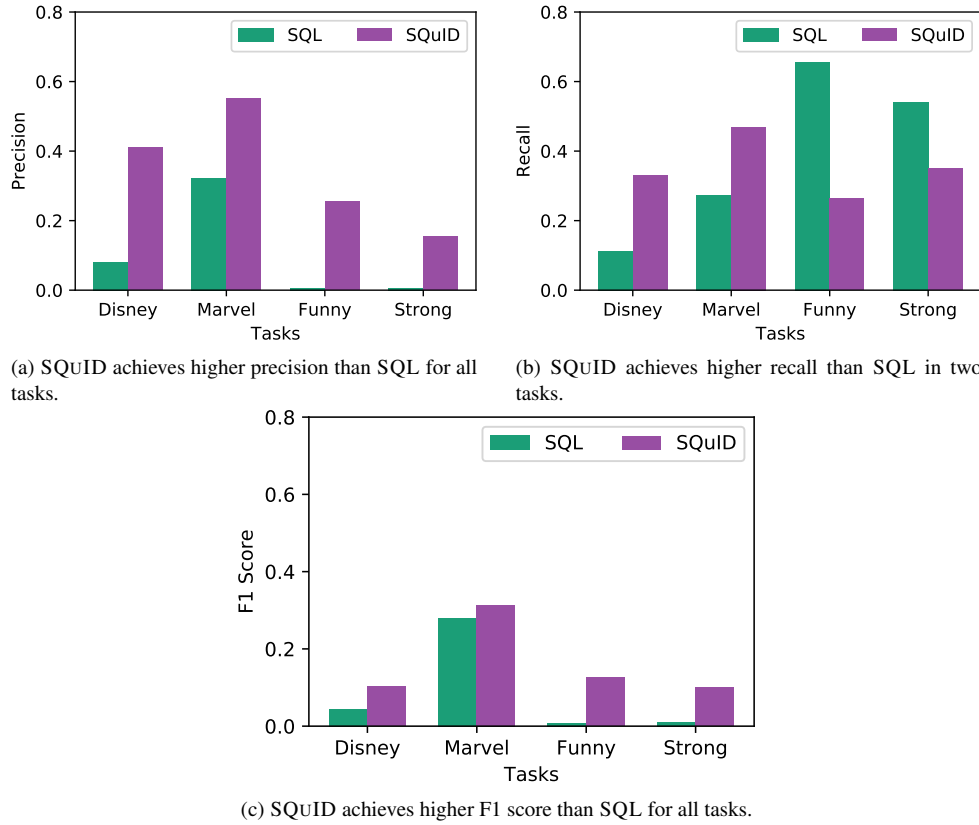 0.8
0.6
0.4
0.2
0.0
Precision
SQL SQuID
Disney Marvel Funny Strong
Tasks
(a) SQUID achieves higher precision than SQL for all
tasks.
0.8
0.6
0.4
0.2
0.0
Recall
SQL SQuID
Disney Marvel Funny Strong
Tasks
(b) SQUID achieves higher recall than SQL in two
tasks.
0.8
0.6
0.4
0.2
0.0
F1 Score
SQL SQuID
Disney Marvel Funny Strong
Tasks
(c) SQUID achieves higher F1 score than SQL for all tasks.